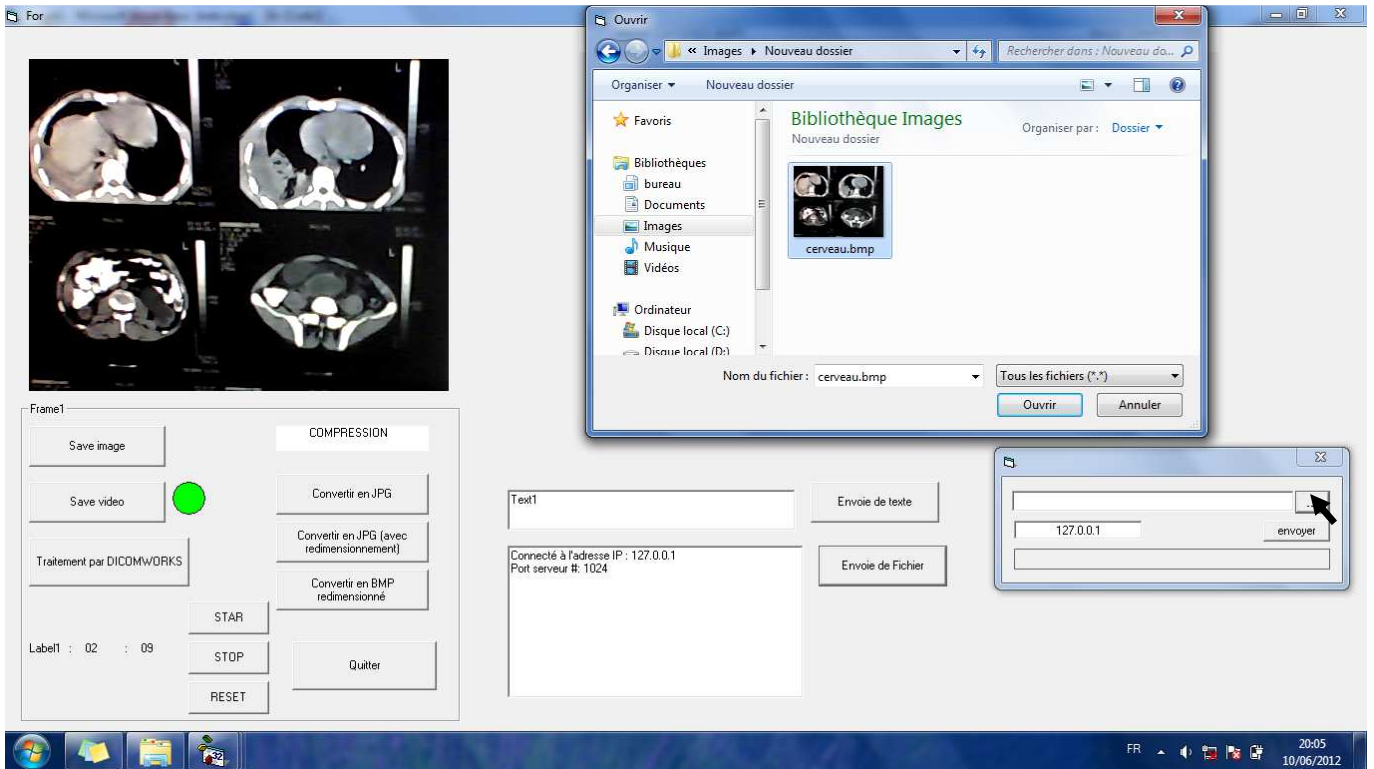 For
Ouvrir
« Images ▸ Nouveau dossier
Rechercher dans : Nouveau do...
Organiser
Nouveau dossier
Favoris
Bibliothèques
bureau
Documents
Images
Musique
Vidéos
Ordinateur
Disque local (C:)
Disque local (D:)
Bibliothèque Images
Nouveau dossier
Organiser par :
Dossier
cerveau.bmp
Nom du fichier :
cerveau.bmp
Tous les fichiers (*.*)
Ouvrir
Annuler
Frame1
Save image
Save video
Traitement par DICOMWORKS
COMPRESSION
Convertir en JPG
Convertir en JPG (avec
redimensionnement)
Convertir en BMP
redimensionné
STAR
Label1 : 02 : 09
STOP
RESET
Quitter
Text1
Envoie de texte
Connecté à l'adresse IP : 127.0.0.1
Port serveur #: 1024
Envoie de Fichier
127.0.0.1
envoyer
32
FR
20:05
10/06/2012